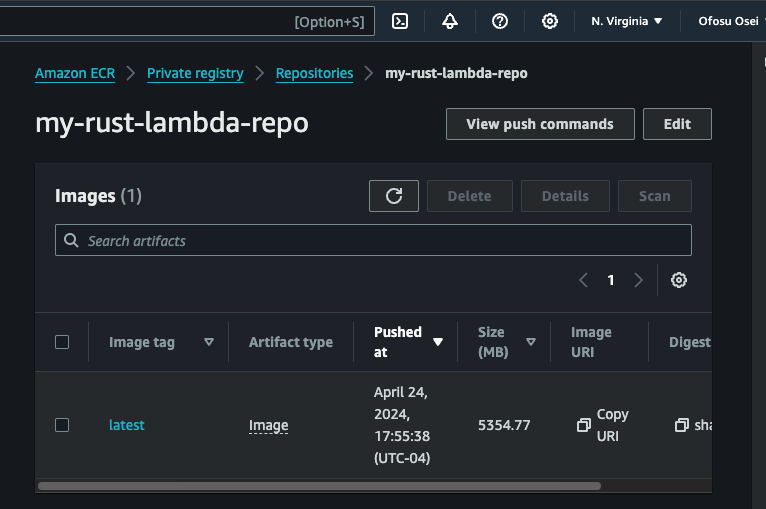 [Option+S]
N. Virginia
Ofosu Osei
Amazon ECR
Private registry
Repositories
my-rust-lambda-repo
my-rust-lambda-repo
View push commands
Edit
Images (1)
Delete
Details
Scan
Search artifacts
1
Image tag
Artifact type
Pushed
at
Size
(MB)
Image
URI
Digest
latest
Image
April 24,
2024,
17:55:38
(UTC-04)
5354.77
Copy
URI
sha